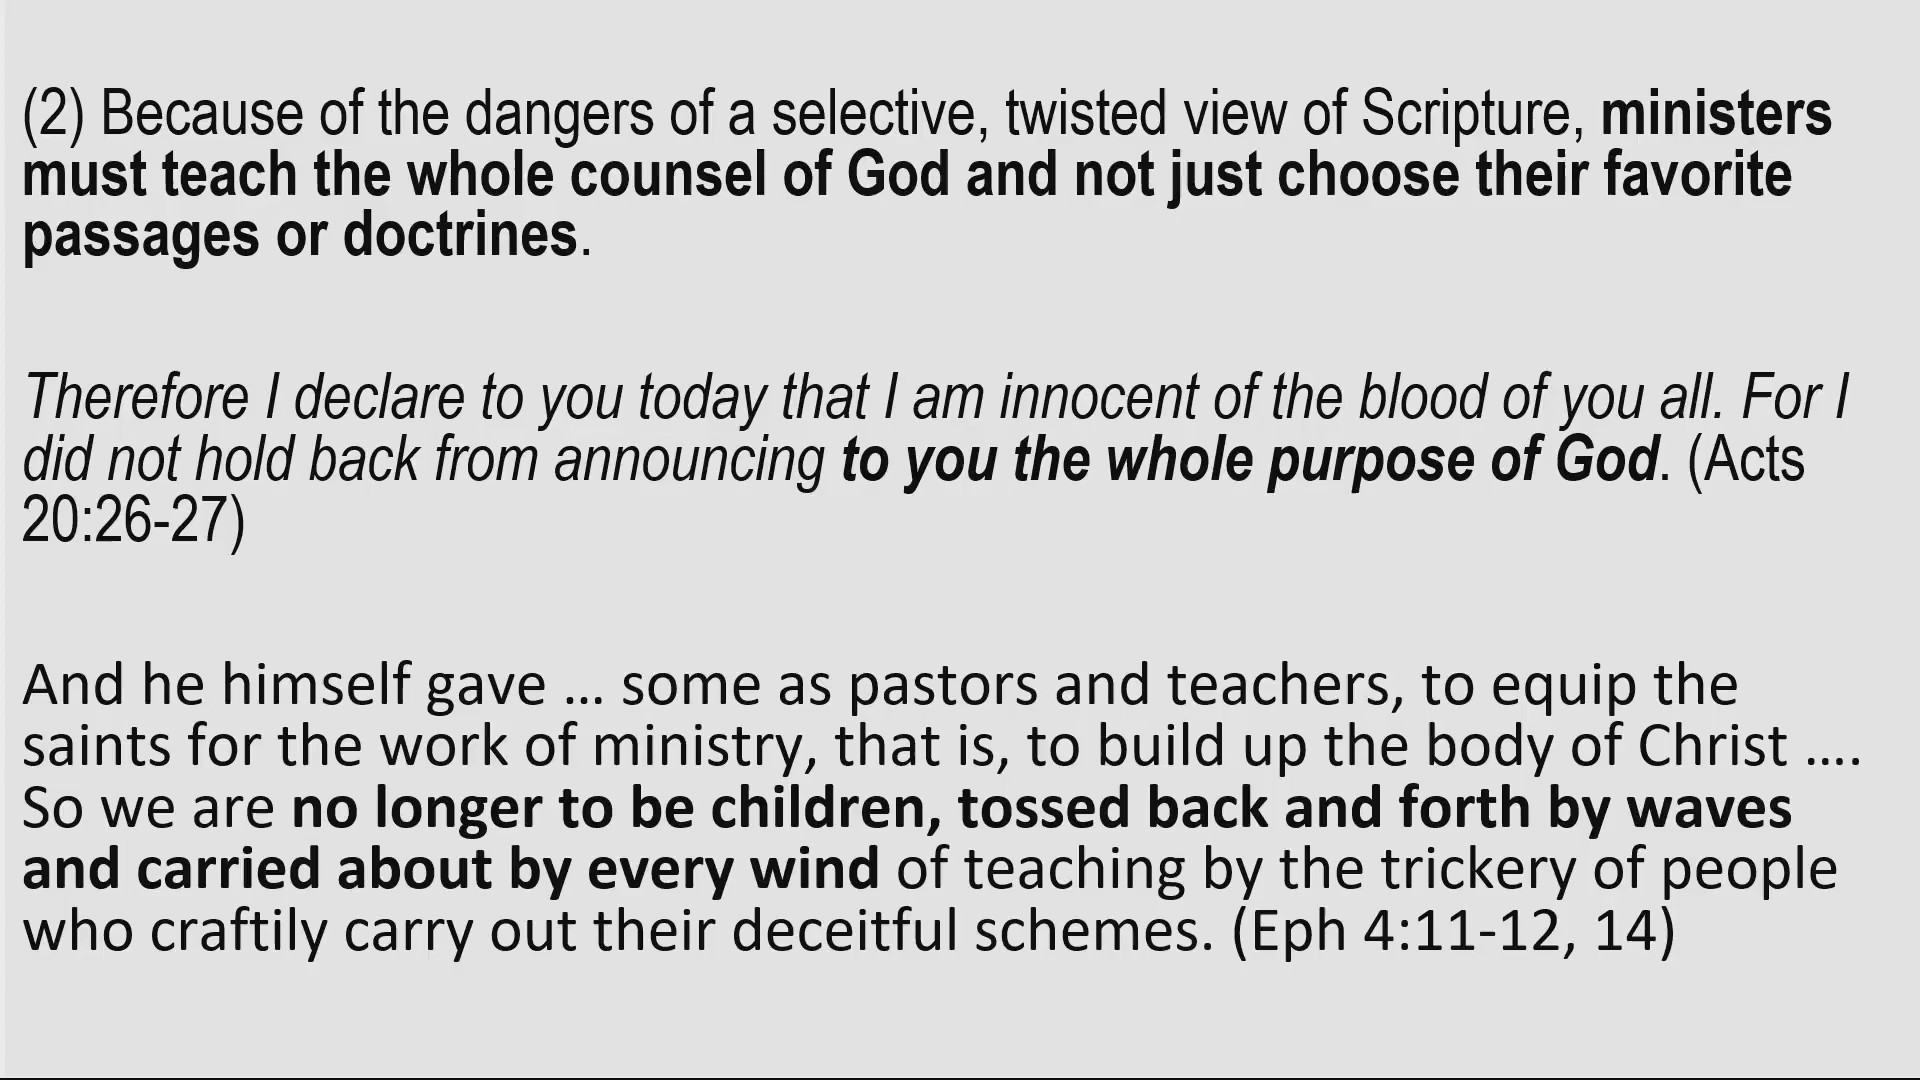 (2) Because of the dangers of a selective, twisted view of Scripture, ministers
must teach the whole counsel of God and not just choose their favorite
passages or doctrines.
Therefore I declare to you today that I am innocent of the blood of you all. For I
did not hold back from announcing to you the whole purpose of God. (Acts
20:26-27)
And he himself gave ... some as pastors and teachers, to equip the
saints for the work of ministry, that is, to build up the body of Christ ....
So we are no longer to be children, tossed back and forth by waves
and carried about by every wind of teaching by the trickery of people
who craftily carry out their deceitful schemes. (Eph 4:11-12, 14)